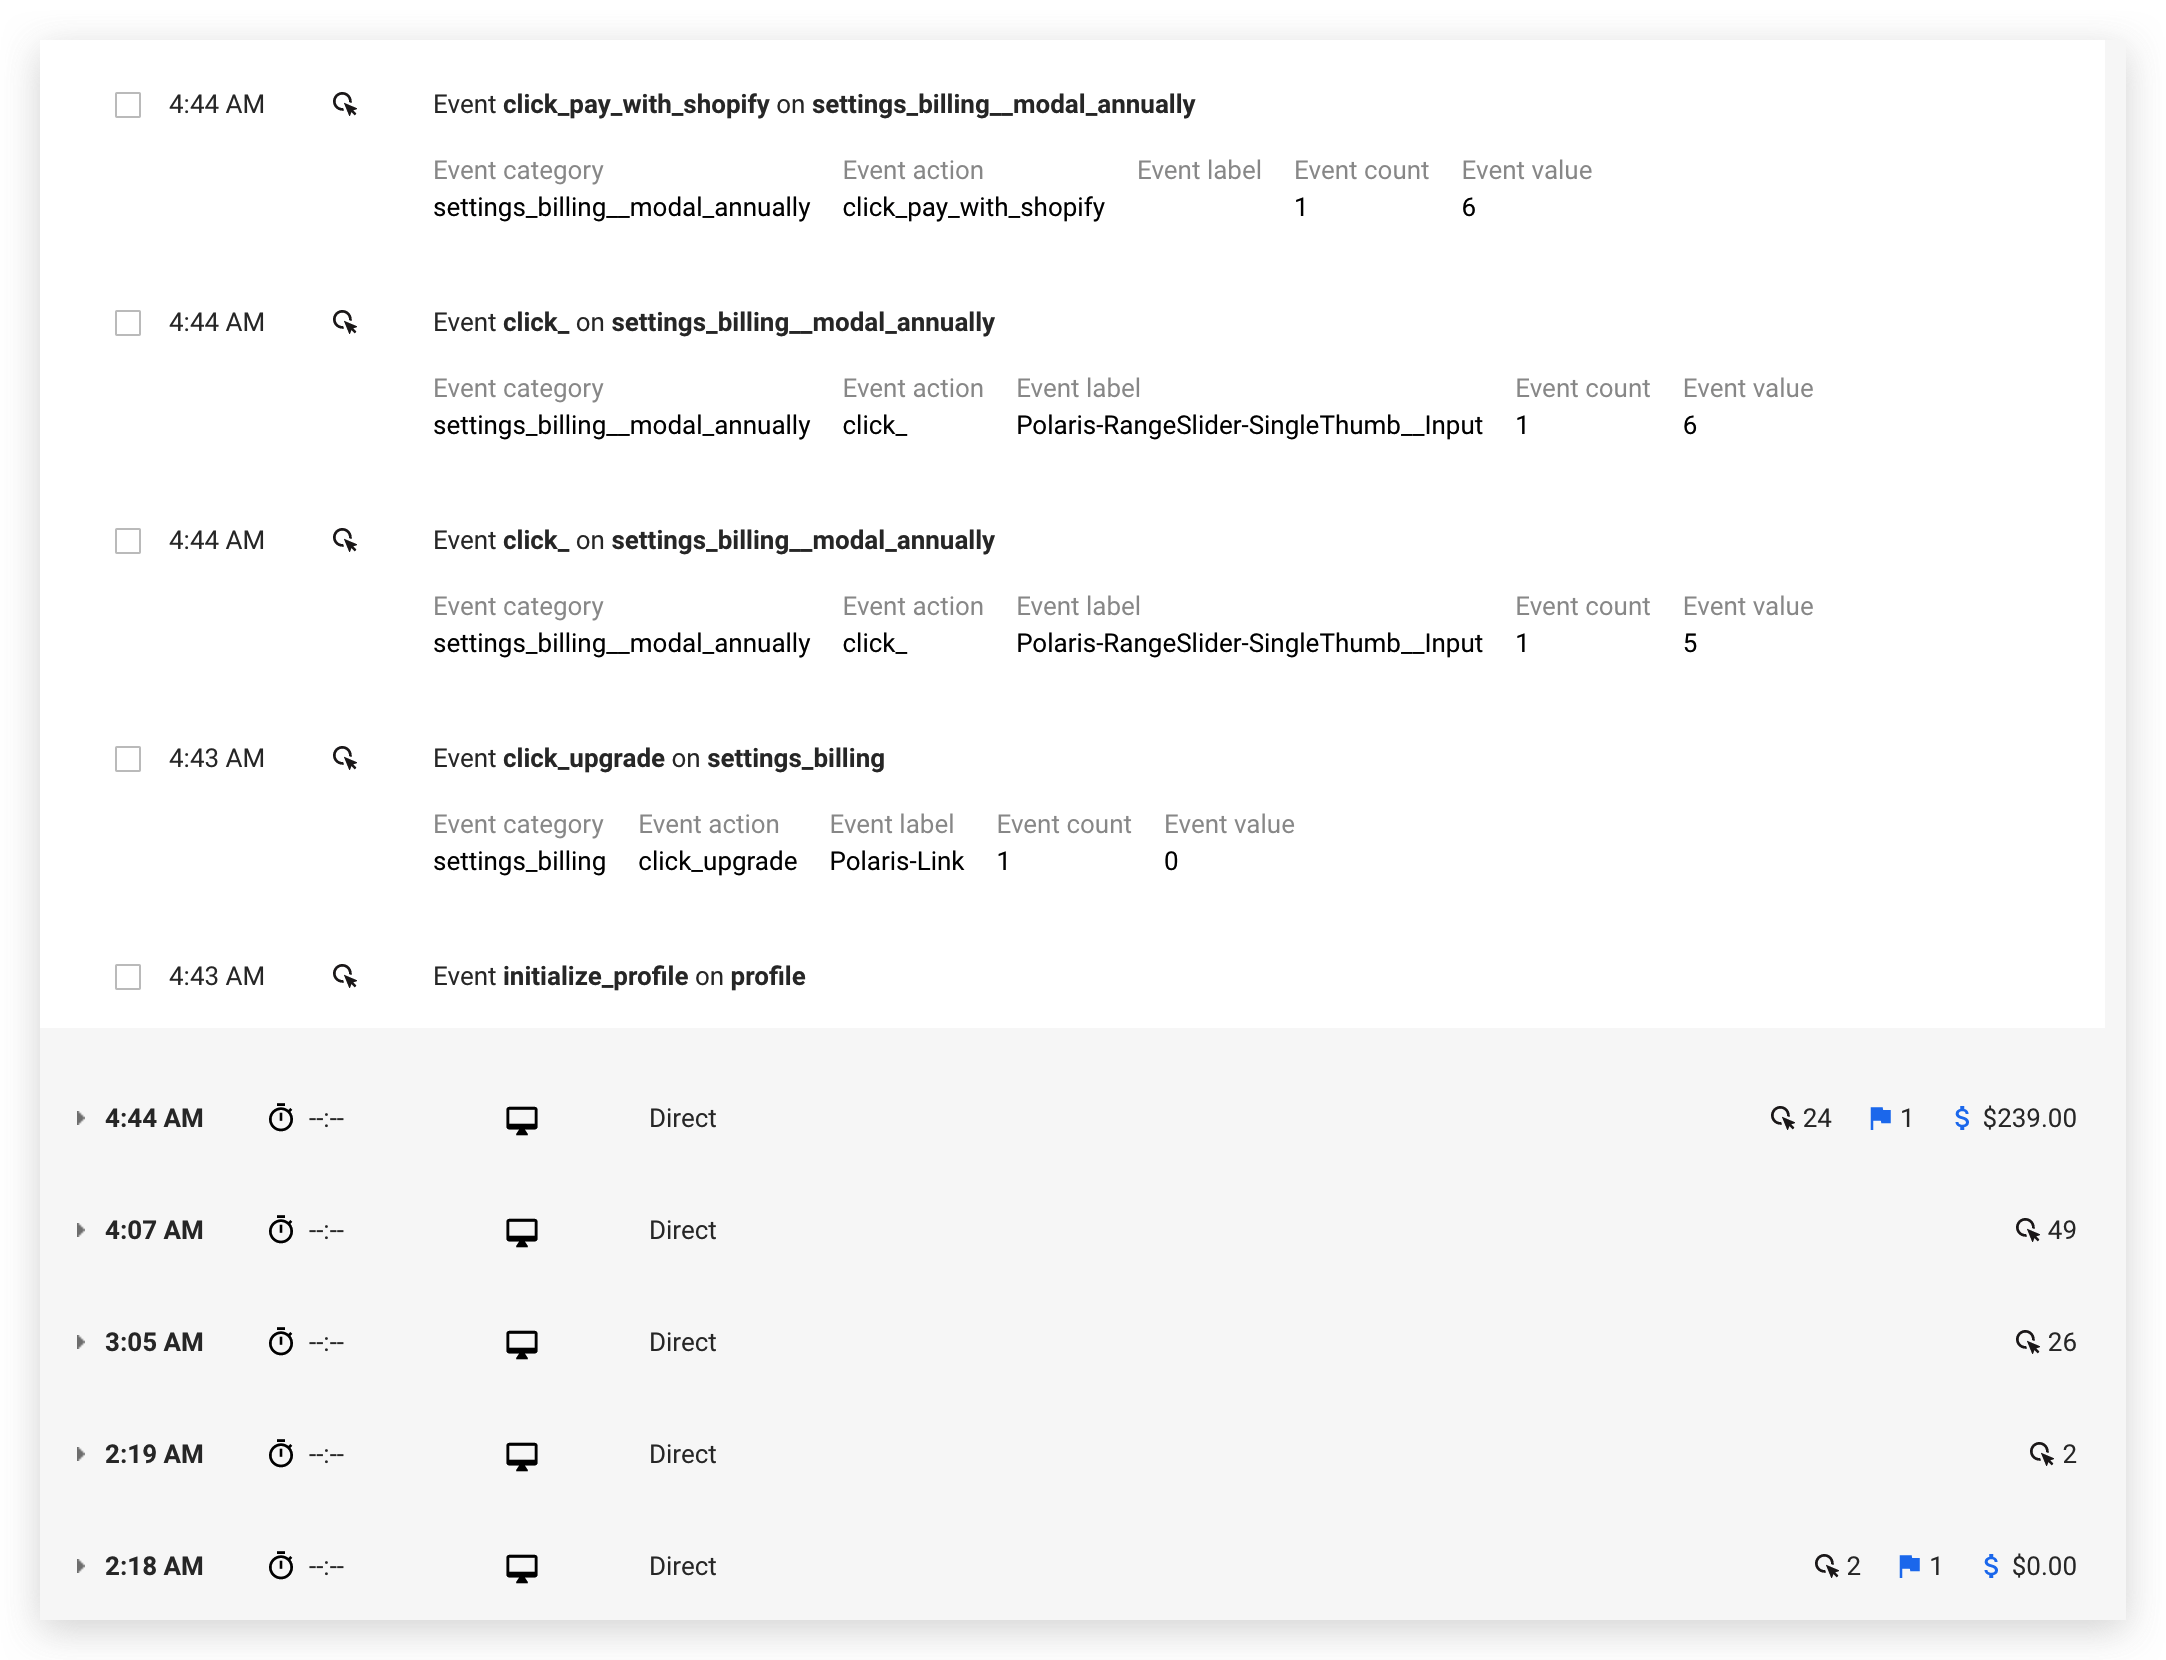 4:44 AM Event click_pay_with_shopify on settings_billing__modal_annually
Event category Event action Event label Event count Event value
settings_billing__modal_annually click_pay_with_shopify 1 6
4:44 AM Event click_ on settings_billing__modal_annually
Event category Event action Event label Event count Event value
settings_billing__modal_annually click_ Polaris-RangeSlider-SingleThumb__Input 1 6
4:44 AM Event click_ on settings_billing__modal_annually
Event category Event action Event label Event count Event value
settings_billing__modal_annually click_ Polaris-RangeSlider-SingleThumb__Input 1 5
4:43 AM Event click_upgrade on settings_billing
Event category Event action Event label Event count Event value
settings_billing click_upgrade Polaris-Link 1 0
4:43 AM Event initialize_profile on profile
4:44 AM --:-- Direct 24 1 $ $239.00
4:07 AM --:-- Direct 49
3:05 AM --:-- Direct 26
2:19 AM --:-- Direct 2
2:18 AM --:-- Direct 2 1 $ $0.00